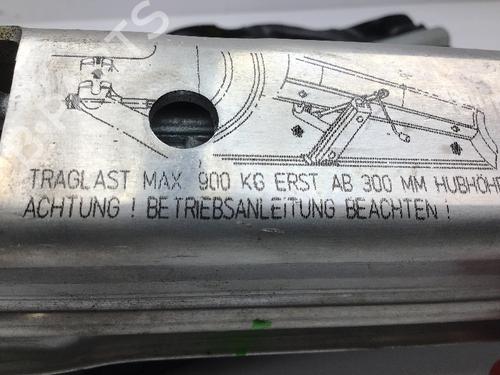 TRAGLAST MAX 900 KG ERST AB 300 MM HUBHÖHE
ACHTUNG ! BETRIEBSANLEITUNG BEACHTEN !